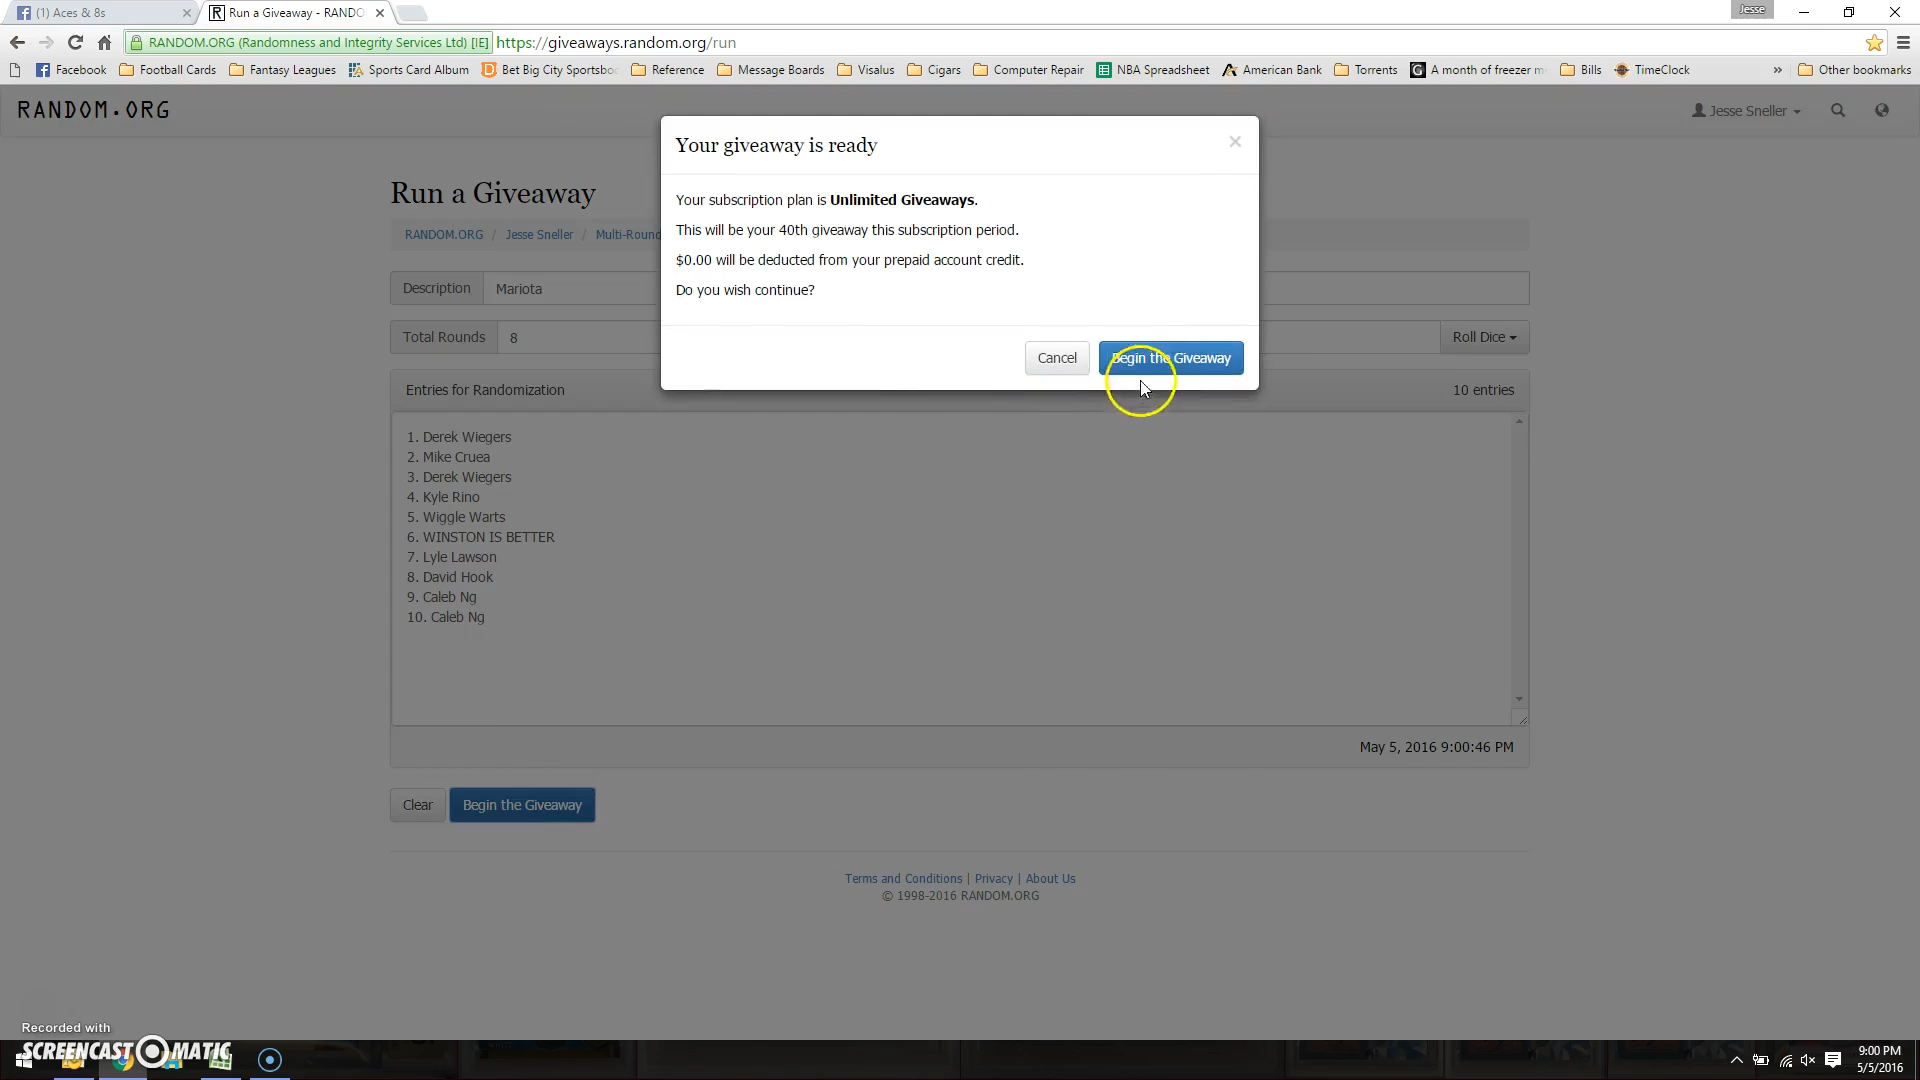 (1) Aces & 8s
Run a Giveaway - RANDO
Jesse
RANDOM.ORG (Randomness and Integrity Services Ltd) [IE]
https://giveaways.random.org/run
Facebook
Football Cards
Fantasy Leagues
Sports Card Album
Bet Big City Sportsbo
Reference
Message Boards
Visalus
Cigars
Computer Repair
NBA Spreadsheet
American Bank
Torrents
A month of freezer m
Bills
TimeClock
»
Other bookmarks
RANDOM.ORG
Jesse Sneller
Your giveaway is ready
×
Your subscription plan is Unlimited Giveaways.
This will be your 40th giveaway this subscription period.
$0.00 will be deducted from your prepaid account credit.
Do you wish continue?
Cancel
Begin the Giveaway
Run a Giveaway
RANDOM.ORG / Jesse Sneller / Multi-Round
Description
Mariota
Total Rounds
8
Roll Dice
Entries for Randomization
10 entries
1. Derek Wiegers
2. Mike Cruea
3. Derek Wiegers
4. Kyle Rino
5. Wiggle Warts
6. WINSTON IS BETTER
7. Lyle Lawson
8. David Hook
9. Caleb Ng
10. Caleb Ng
May 5, 2016 9:00:46 PM
Clear
Begin the Giveaway
Terms and Conditions | Privacy | About Us
© 1998-2016 RANDOM.ORG
Recorded with
SCREENCAST MATIC
9:00 PM
5/5/2016